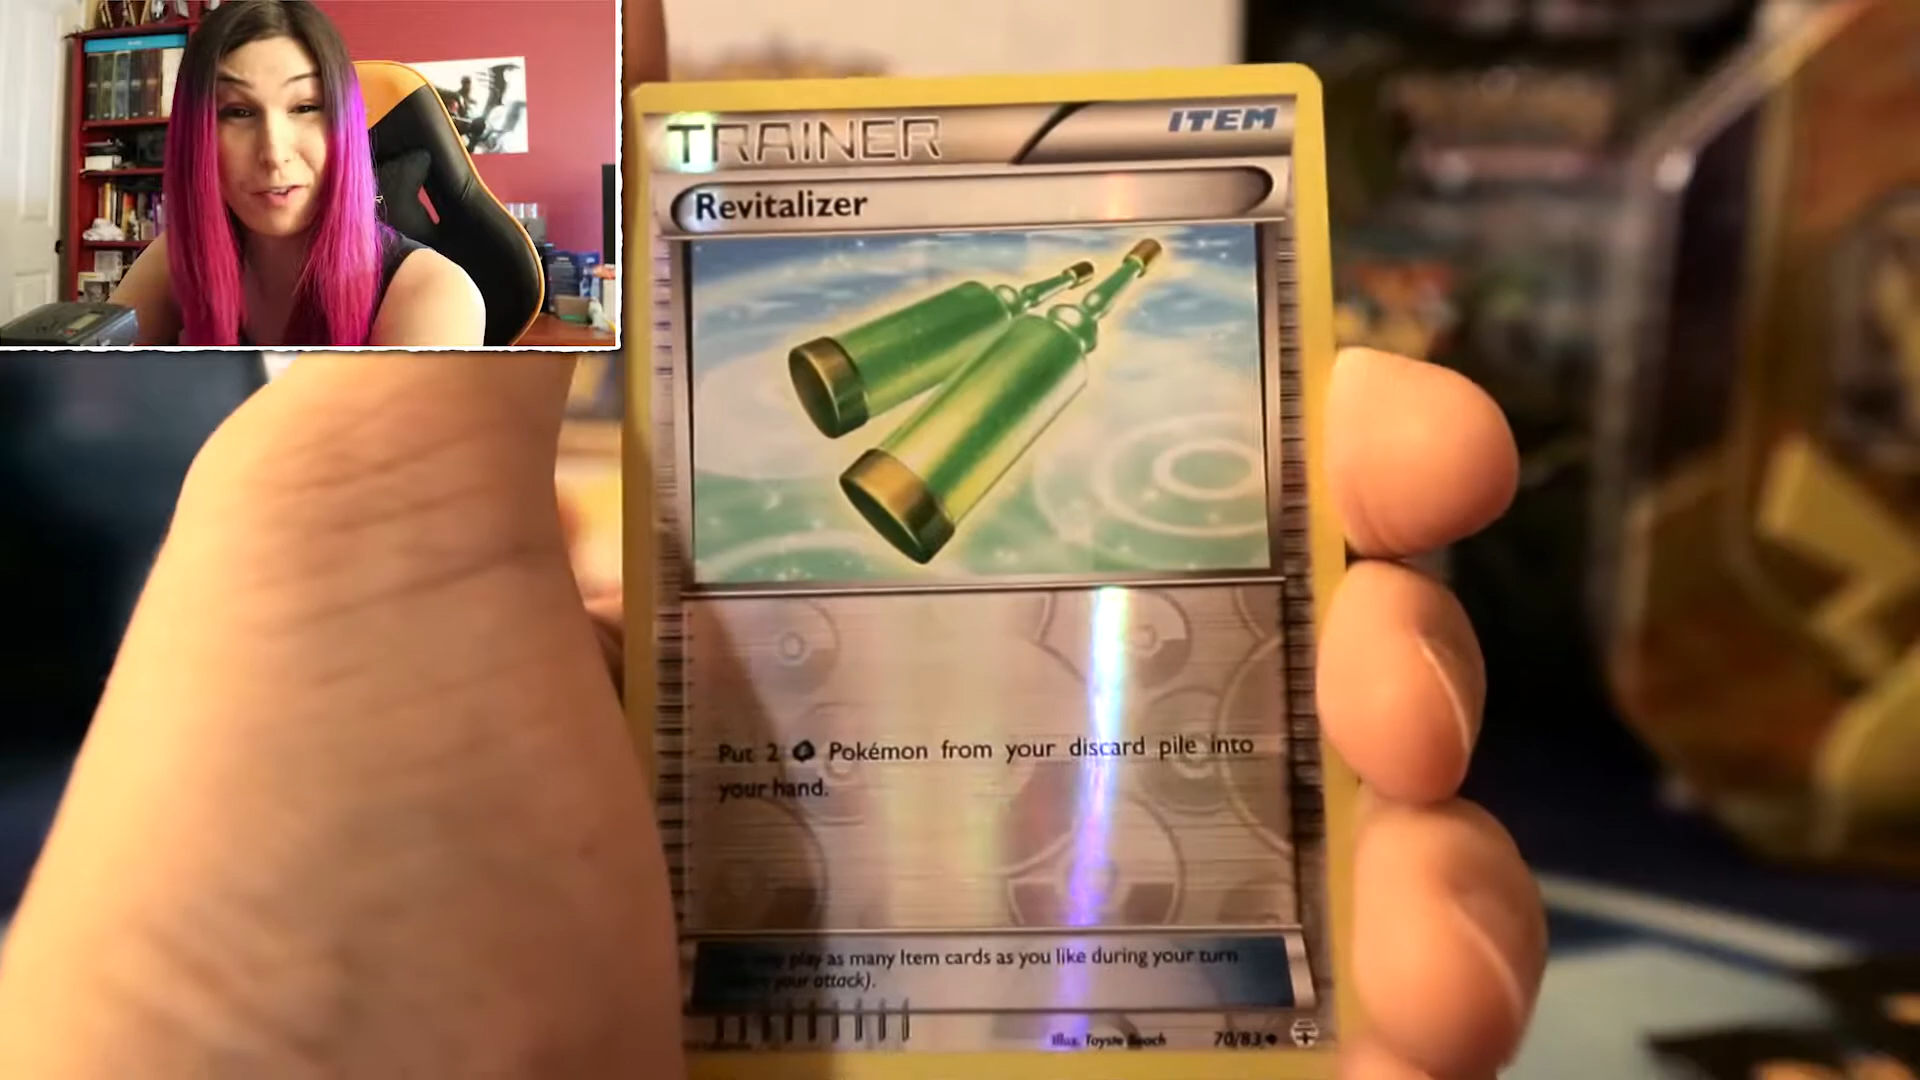 TRAINER
ITEM
Revitalizer
Put 2 Pokémon from your discard pile into
your hand.
play as many Item cards as you like during your turn
your attack).
Illus. Toyste Beach
70/83